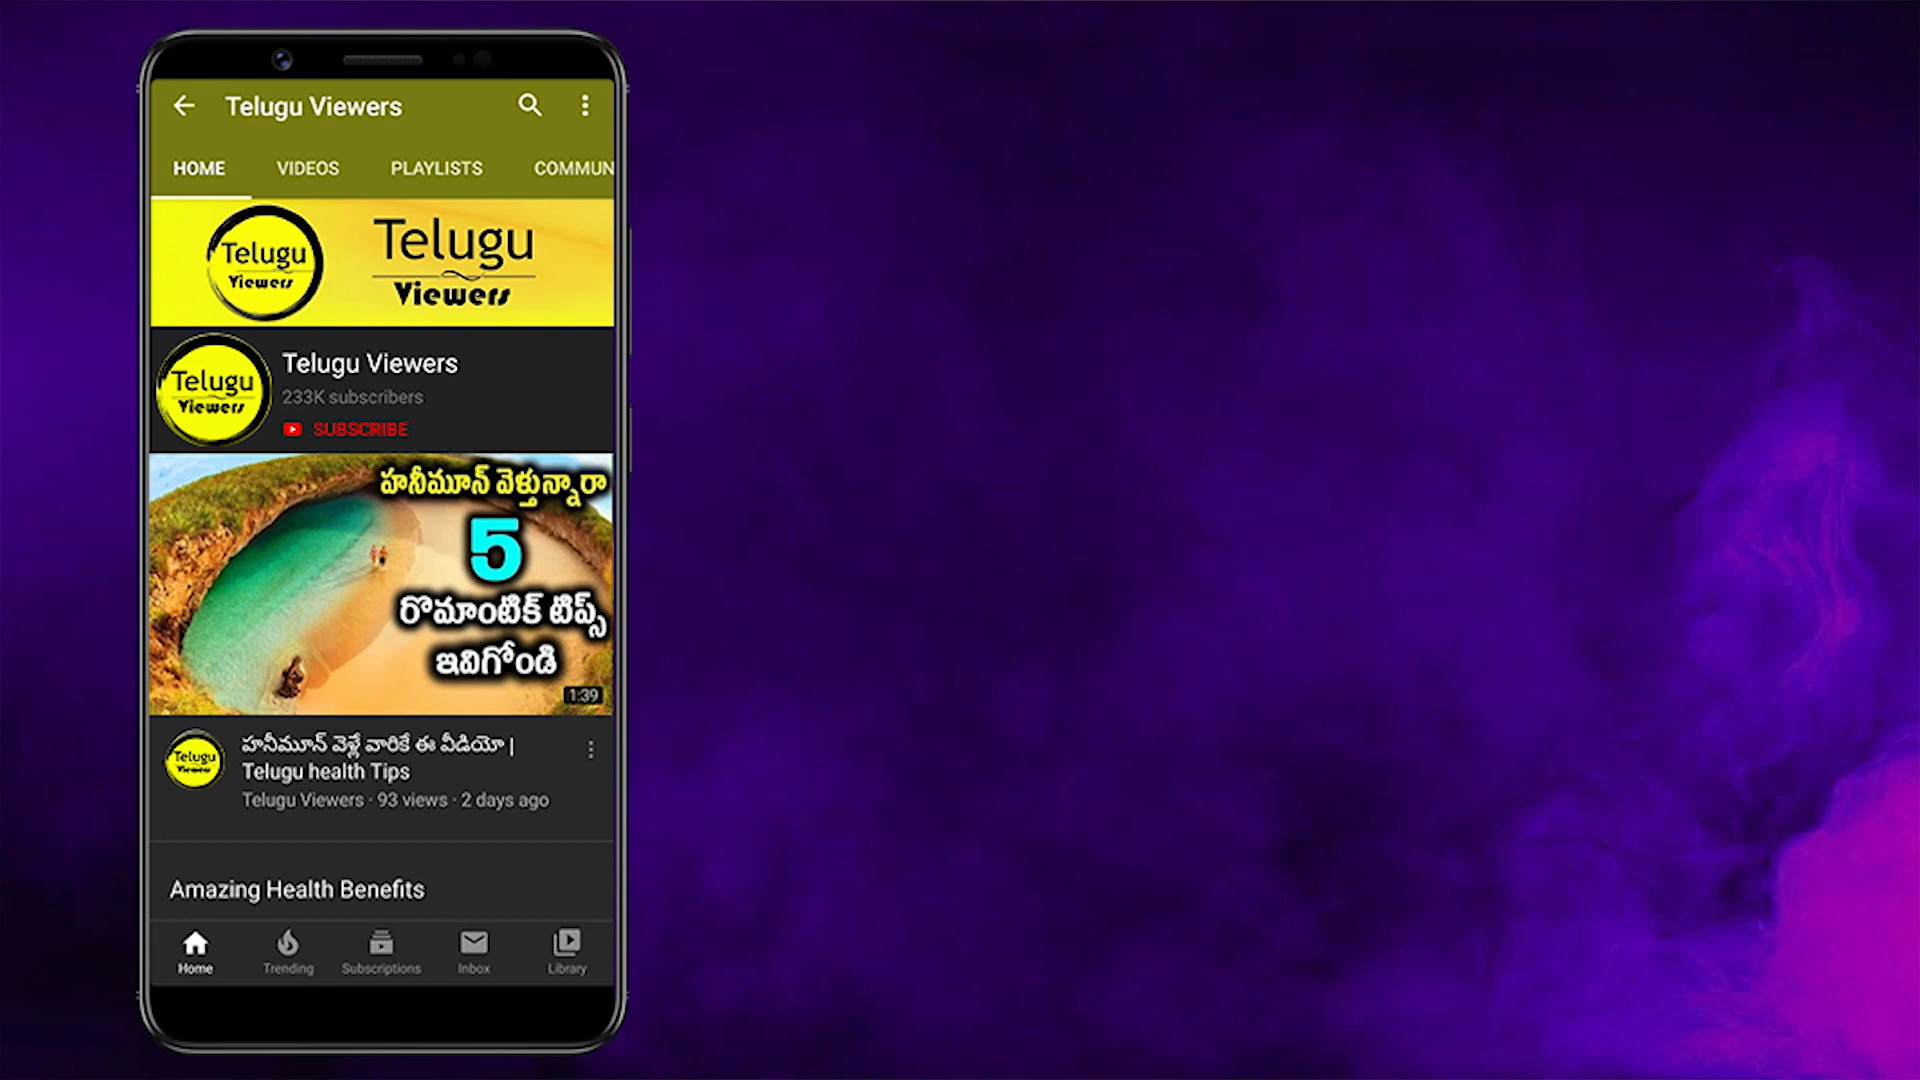 Telugu Viewers
HOME VIDEOS PLAYLISTS COMMUN
Telugu
Viewers
Telugu
Viewers
Telugu
Viewers
Telugu Viewers
233K subscribers
SUBSCRIBE
హనీమూన్ వెళ్తున్నారా
5
రొమాంటిక్ టిప్స్
ఇవిగోండి
1:39
Telugu
Viewers
హనీమూన్ వెళ్లే వారికే ఈ వీడియో |
Telugu health Tips
Telugu Viewers · 93 views · 2 days ago
Amazing Health Benefits
Home Trending Subscriptions Inbox Library